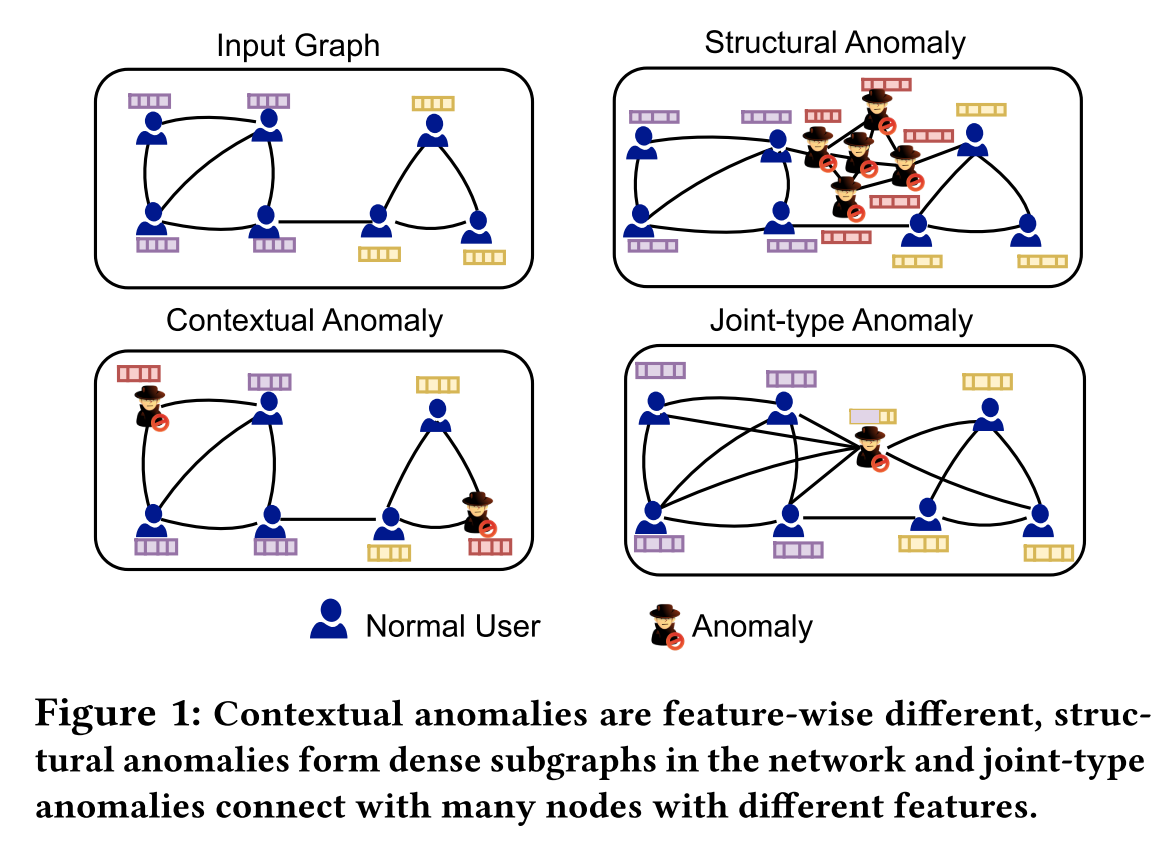 Input Graph
Structural Anomaly
Contextual Anomaly
Joint-type Anomaly
Normal User
Anomaly
Figure 1: Contextual anomalies are feature-wise different, struc-
tural anomalies form dense subgraphs in the network and joint-type
anomalies connect with many nodes with different features.